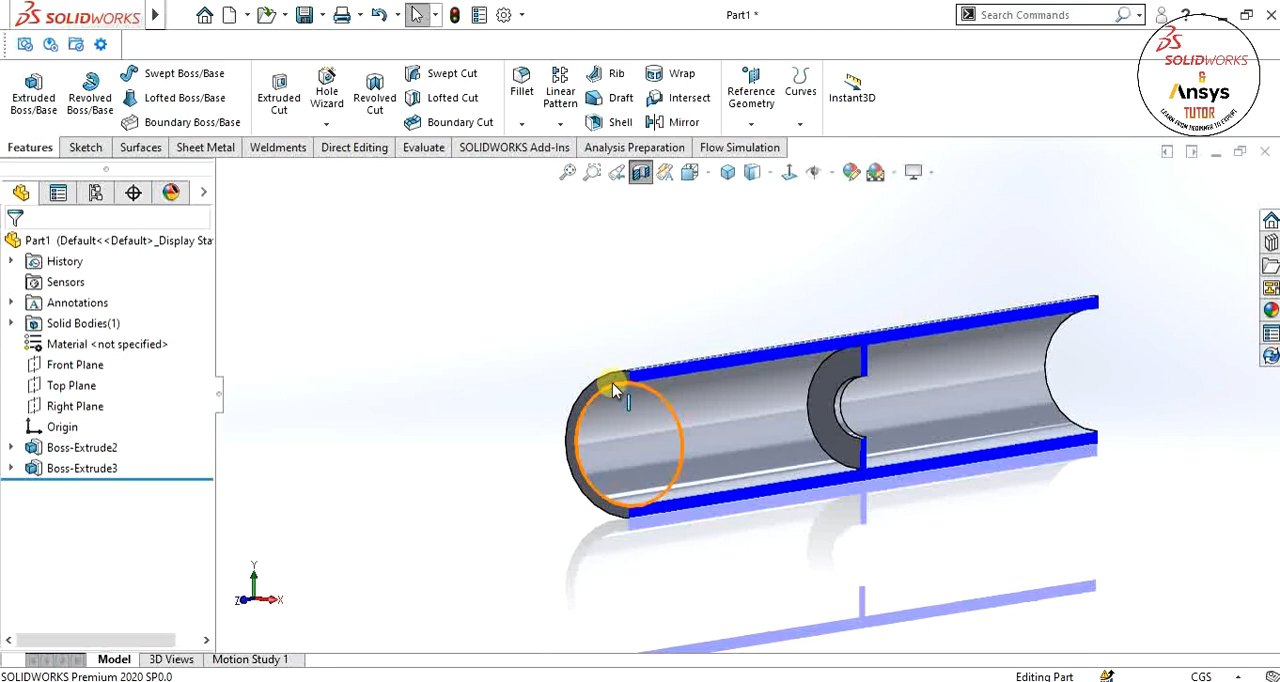 SOLIDWORKS
Part1 *
Search Commands
?
SOLIDWORKS
&
Ansys
TUTOR
LEARN FROM BEGINNER TO EXPERT
Extruded Boss/Base
Revolved Boss/Base
Swept Boss/Base
Lofted Boss/Base
Boundary Boss/Base
Extruded Cut
Hole Wizard
Revolved Cut
Swept Cut
Lofted Cut
Boundary Cut
Fillet
Linear Pattern
Rib
Draft
Shell
Wrap
Intersect
Mirror
Reference Geometry
Curves
Instant3D
Features
Sketch
Surfaces
Sheet Metal
Weldments
Direct Editing
Evaluate
SOLIDWORKS Add-Ins
Analysis Preparation
Flow Simulation
Part1 (Default<<Default>_Display Sta
History
Sensors
Annotations
Solid Bodies(1)
Material <not specified>
Front Plane
Top Plane
Right Plane
Origin
Boss-Extrude2
Boss-Extrude3
Y
Z
X
Model
3D Views
Motion Study 1
SOLIDWORKS Premium 2020 SP0.0
Editing Part
CGS